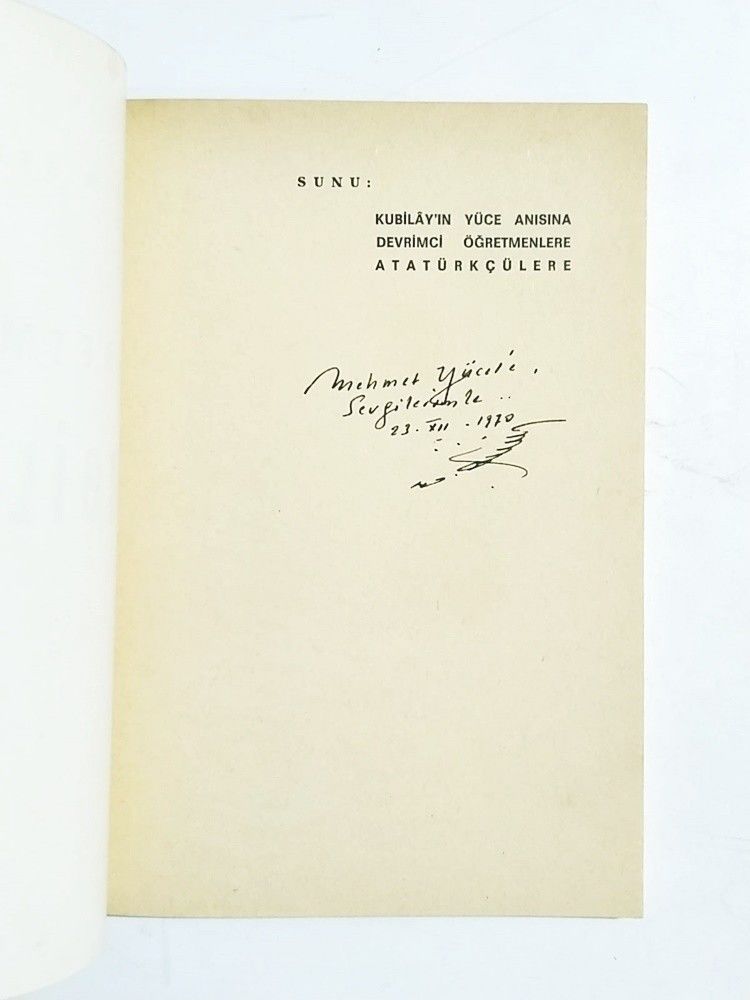 SUNU:
KUBİLÂY'IN YÜCE ANISINA
DEVRİMCİ ÖĞRETMENLERE
ATATÜRKÇÜLERE
Mehmet Yücel'e,
Sevgilerimle..
23.XII.1970